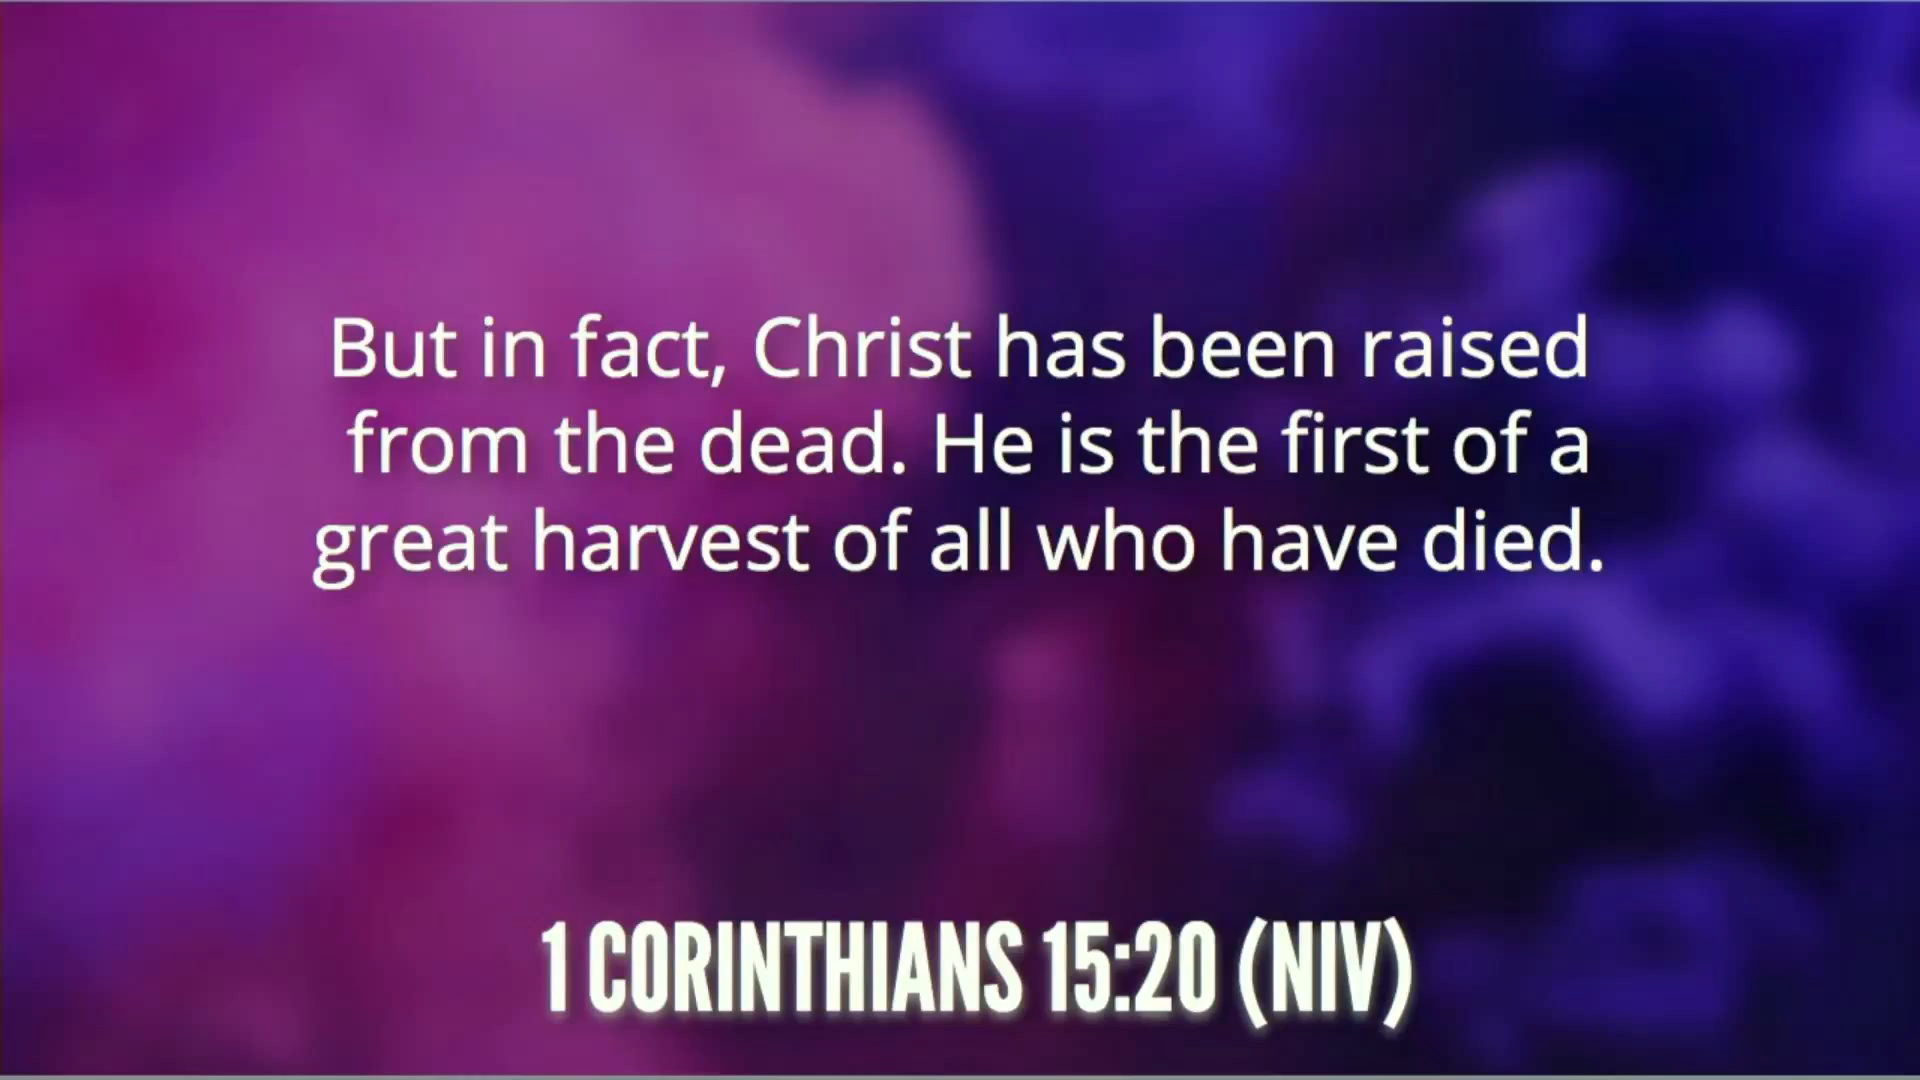 But in fact, Christ has been raised
from the dead. He is the first of a
great harvest of all who have died.
1 CORINTHIANS 15:20 (NIV)